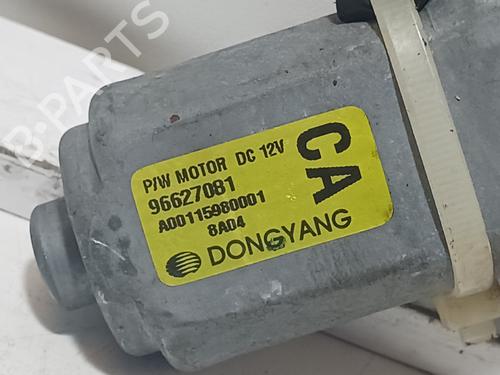 B-PARTS
P/W MOTOR DC 12V
96627081
A00115980001
8A04
CA
DONGYANG